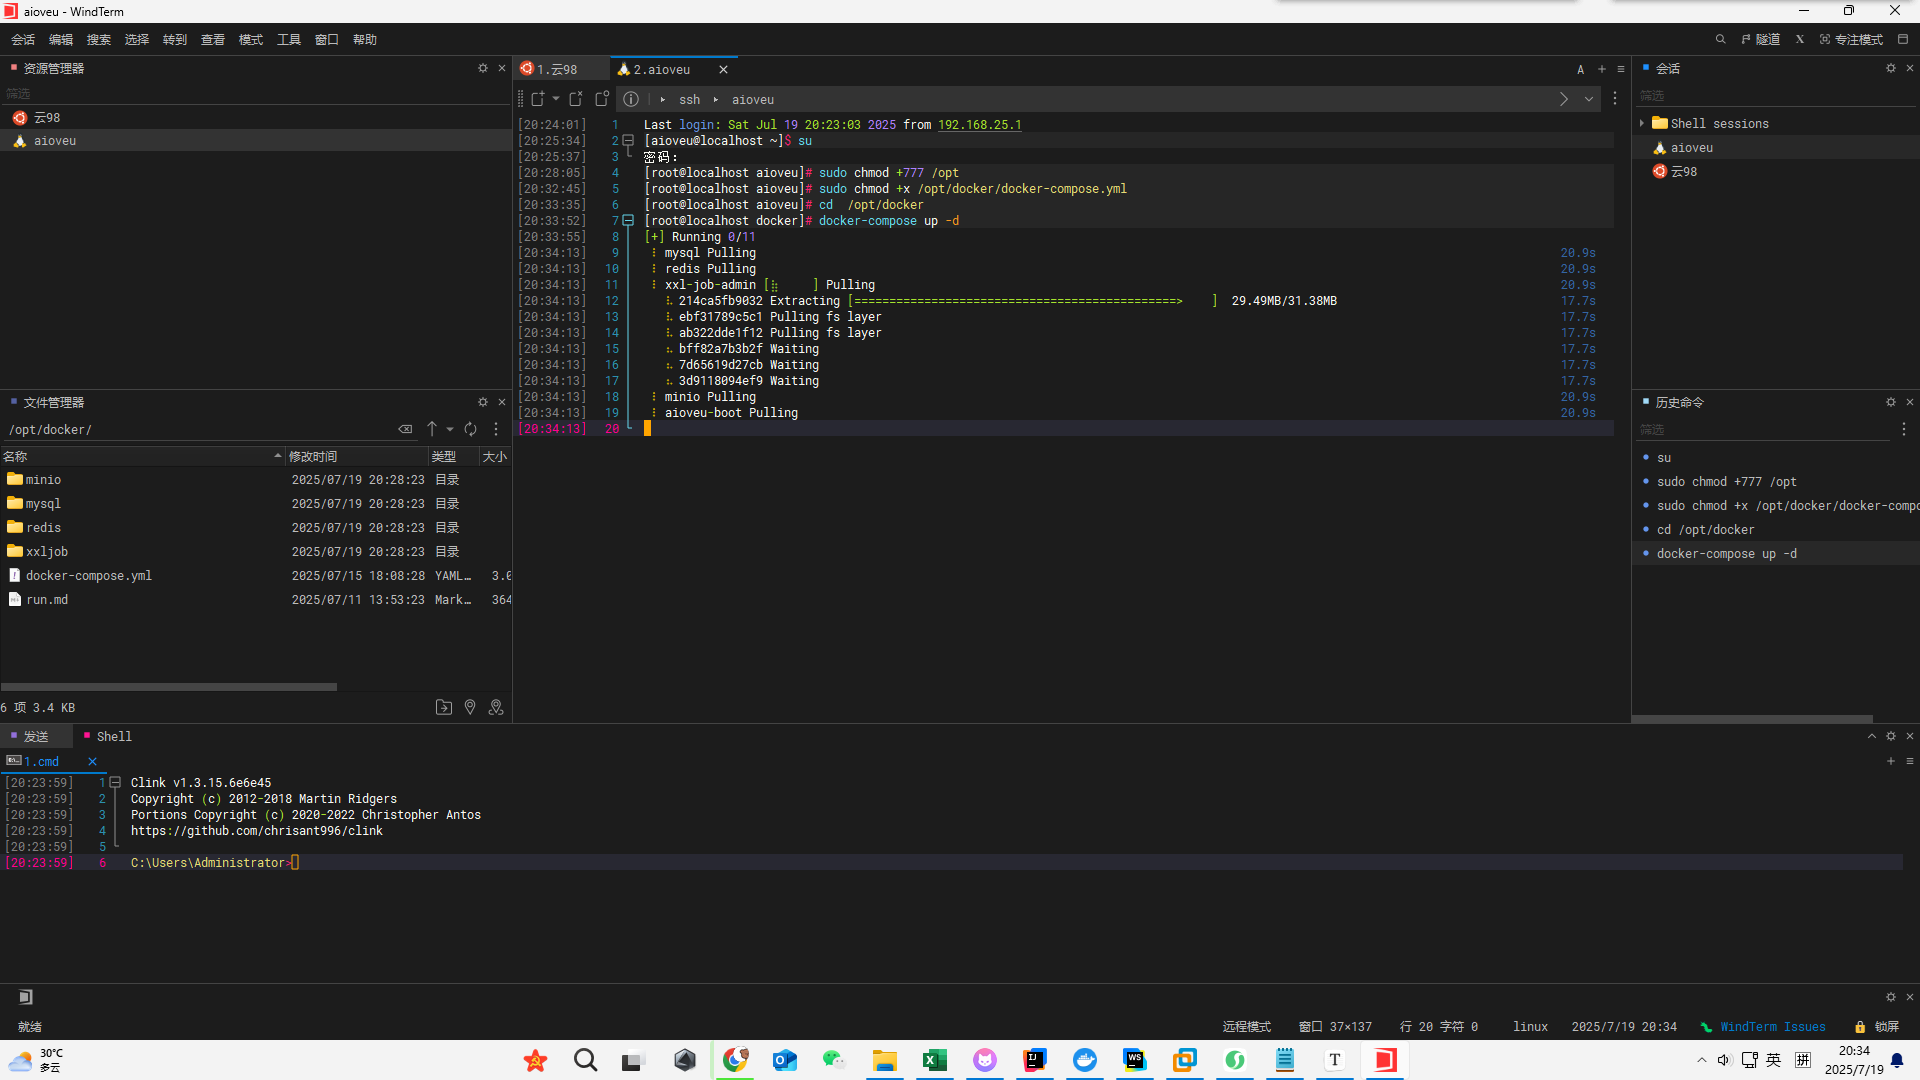 aioveu - WindTerm
会话 编辑 搜索 选择 转到 查看 模式 工具 窗口 帮助
隧道 X 专注模式
资源管理器
筛选
云98
aioveu
文件管理器
/opt/docker/
名称 修改时间 类型 大小
minio 2025/07/19 20:28:23 目录
mysql 2025/07/19 20:28:23 目录
redis 2025/07/19 20:28:23 目录
xxljob 2025/07/19 20:28:23 目录
docker-compose.yml 2025/07/15 18:08:28 YAML… 3.0
run.md 2025/07/11 13:53:23 Mark… 364
6 项 3.4 KB
1.云98 2.aioveu
A
ssh aioveu
[20:24:01] 1 Last login: Sat Jul 19 20:23:03 2025 from 192.168.25.1
[20:25:34] 2 [aioveu@localhost ~]$ su
[20:25:37] 3 密码：
[20:28:05] 4 [root@localhost aioveu]# sudo chmod +777 /opt
[20:32:45] 5 [root@localhost aioveu]# sudo chmod +x /opt/docker/docker-compose.yml
[20:33:35] 6 [root@localhost aioveu]# cd  /opt/docker
[20:33:52] 7 [root@localhost docker]# docker-compose up -d
[20:33:55] 8 [+] Running 0/11
[20:34:13] 9 ⠸ mysql Pulling 20.9s
[20:34:13] 10 ⠸ redis Pulling 20.9s
[20:34:13] 11 ⠸ xxl-job-admin [⣷     ] Pulling 20.9s
[20:34:13] 12 ⠧ 214ca5fb9032 Extracting [==============================================>    ]  29.49MB/31.38MB 17.7s
[20:34:13] 13 ⠧ ebf31789c5c1 Pulling fs layer 17.7s
[20:34:13] 14 ⠧ ab322dde1f12 Pulling fs layer 17.7s
[20:34:13] 15 ⠦ bff82a7b3b2f Waiting 17.7s
[20:34:13] 16 ⠦ 7d65619d27cb Waiting 17.7s
[20:34:13] 17 ⠦ 3d9118094ef9 Waiting 17.7s
[20:34:13] 18 ⠸ minio Pulling 20.9s
[20:34:13] 19 ⠸ aioveu-boot Pulling 20.9s
[20:34:13] 20
会话
筛选
Shell sessions
aioveu
云98
历史命令
筛选
su
sudo chmod +777 /opt
sudo chmod +x /opt/docker/docker-compo
cd /opt/docker
docker-compose up -d
发送 Shell
1.cmd
[20:23:59] 1 Clink v1.3.15.6e6e45
[20:23:59] 2 Copyright (c) 2012-2018 Martin Ridgers
[20:23:59] 3 Portions Copyright (c) 2020-2022 Christopher Antos
[20:23:59] 4 https://github.com/chrisant996/clink
[20:23:59] 5
[20:23:59] 6 C:\Users\Administrator>
就绪 远程模式 窗口 37×137 行 20 字符 0 linux 2025/7/19 20:34 WindTerm Issues 锁屏
30°C
多云
英 拼
20:34
2025/7/19